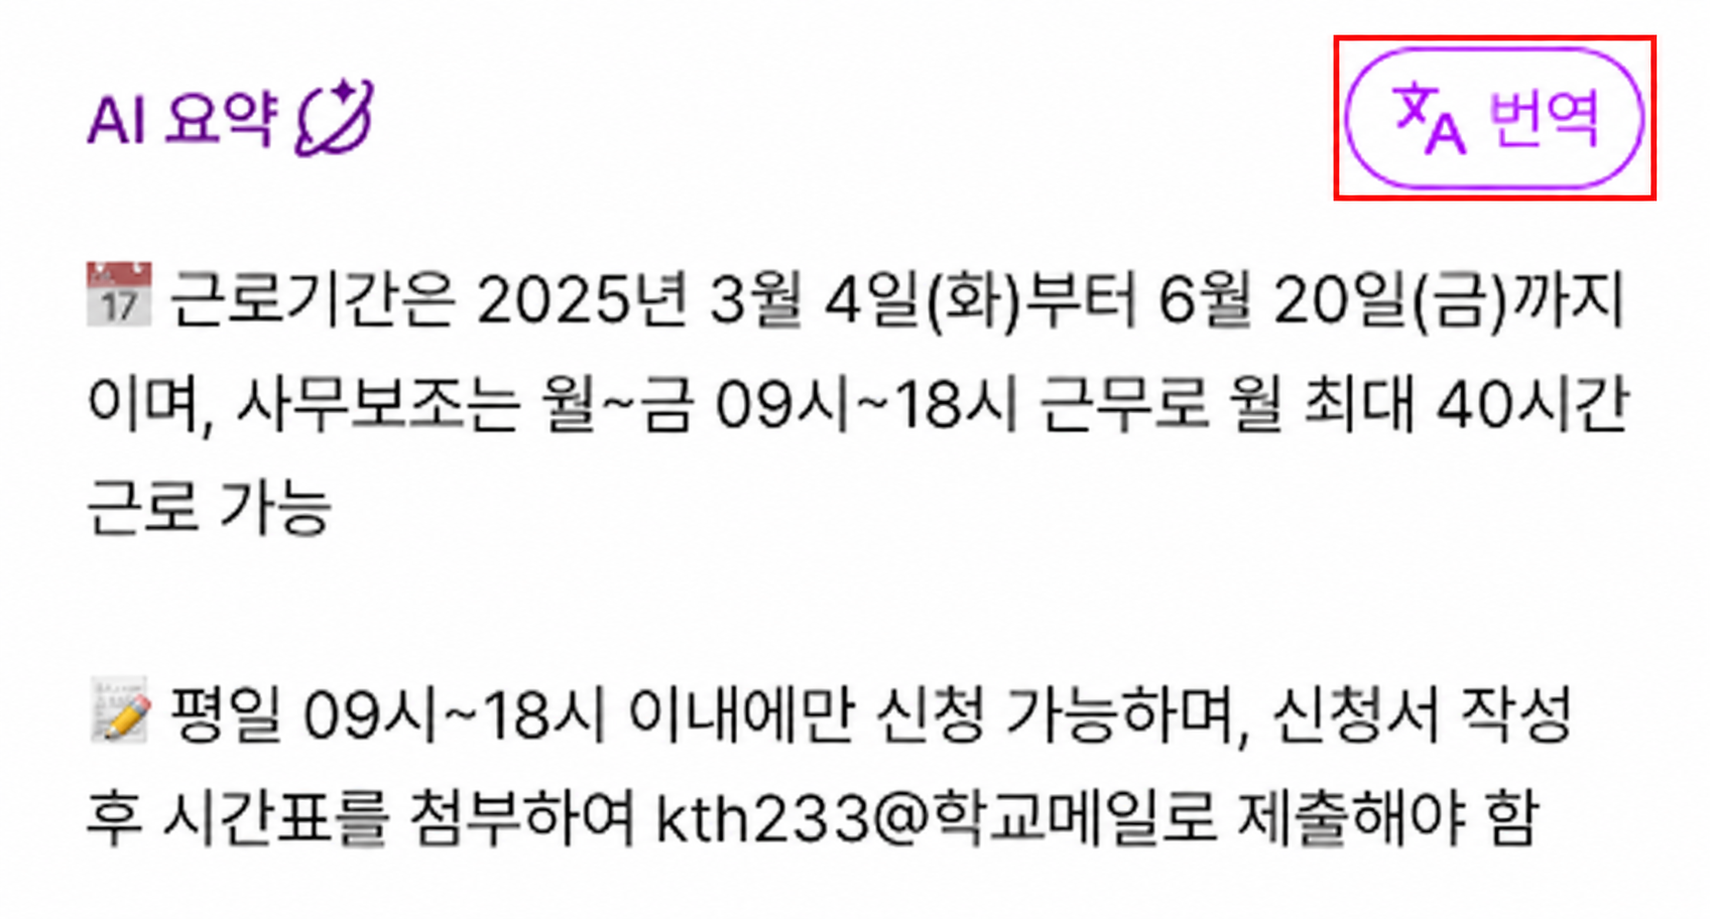 AI 요약
번역
17 근로기간은 2025년 3월 4일(화)부터 6월 20일(금)까지
이며, 사무보조는 월~금 09시~18시 근무로 월 최대 40시간
근로 가능
평일 09시~18시 이내에만 신청 가능하며, 신청서 작성
후 시간표를 첨부하여 kth233@학교메일로 제출해야 함